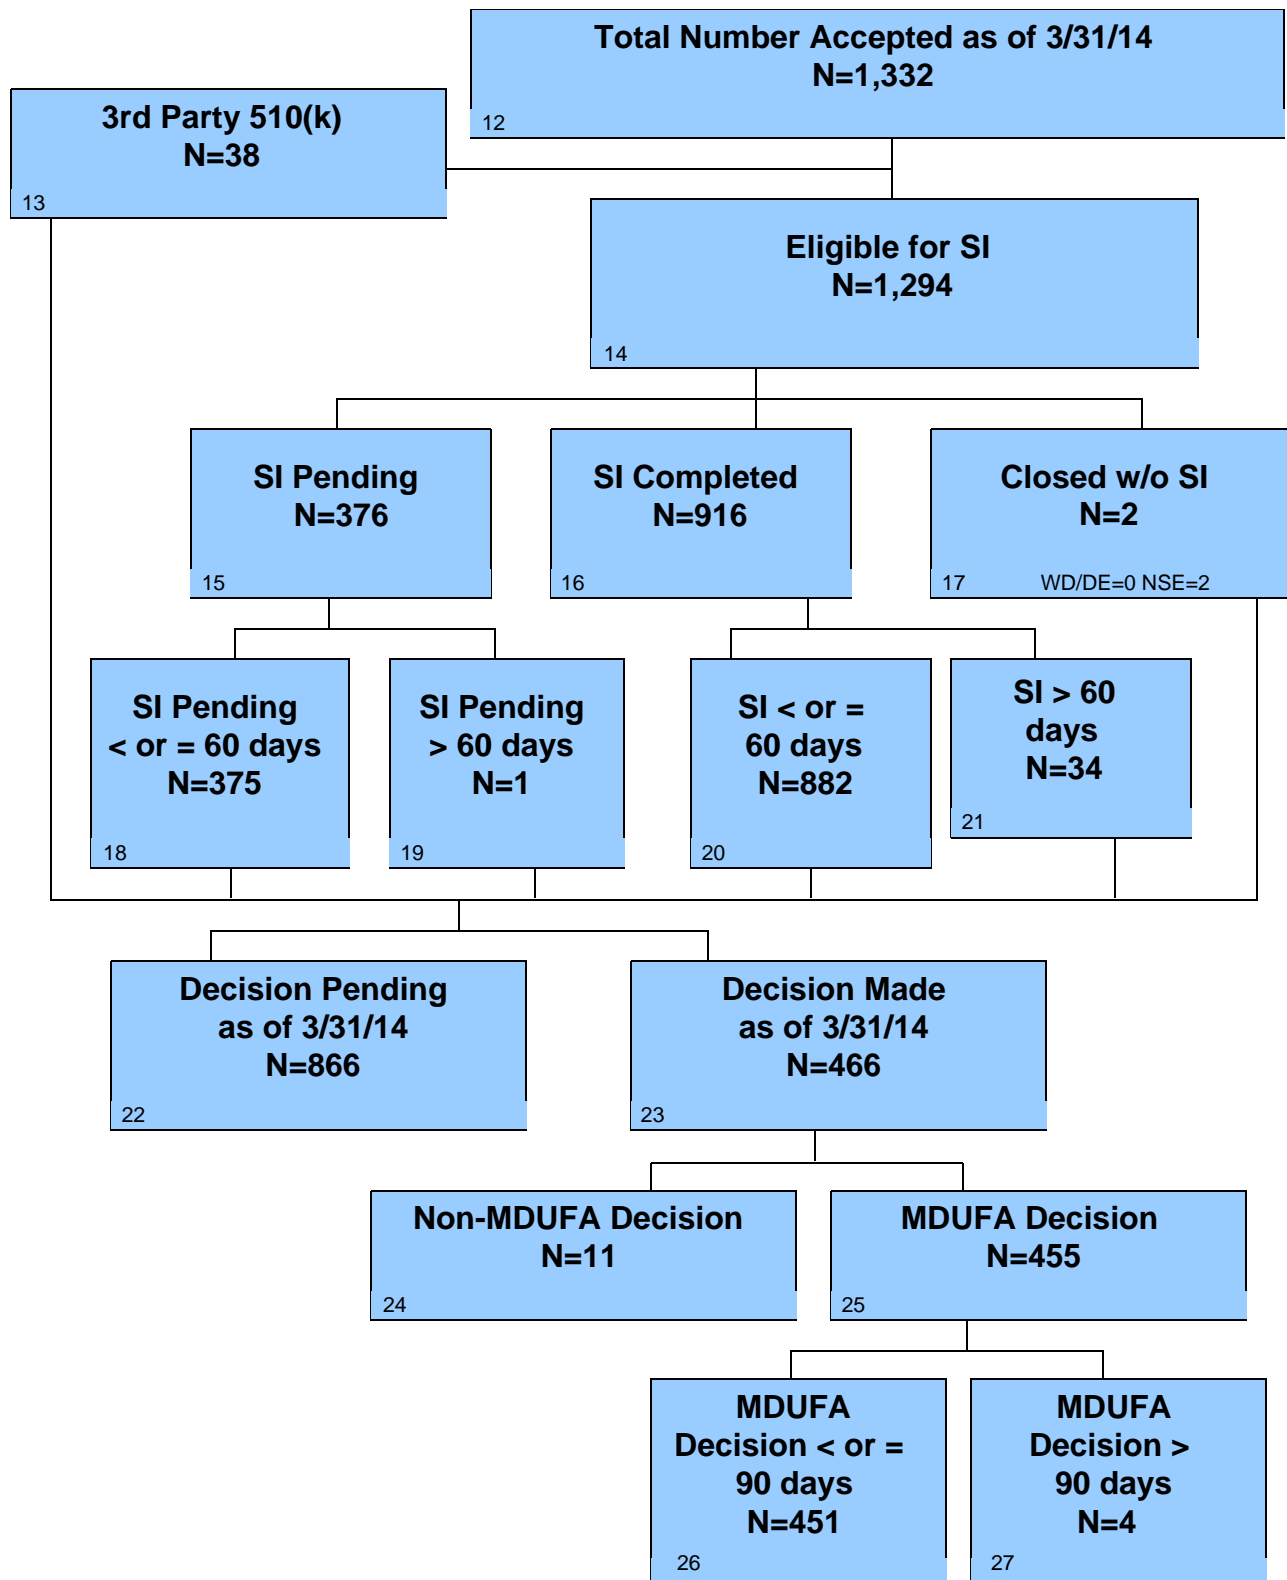 Total Number Accepted as of 3/31/14
N=1,332
12
3rd Party 510(k)
N=38
13
Eligible for SI
N=1,294
14
SI Pending
N=376
15
SI Completed
N=916
16
Closed w/o SI
N=2
17 WD/DE=0 NSE=2
SI Pending
< or = 60 days
N=375
18
SI Pending
> 60 days
N=1
19
SI < or =
60 days
N=882
20
SI > 60
days
N=34
21
Decision Pending
as of 3/31/14
N=866
22
Decision Made
as of 3/31/14
N=466
23
Non-MDUFA Decision
N=11
24
MDUFA Decision
N=455
25
MDUFA
Decision < or =
90 days
N=451
26
MDUFA
Decision >
90 days
N=4
27